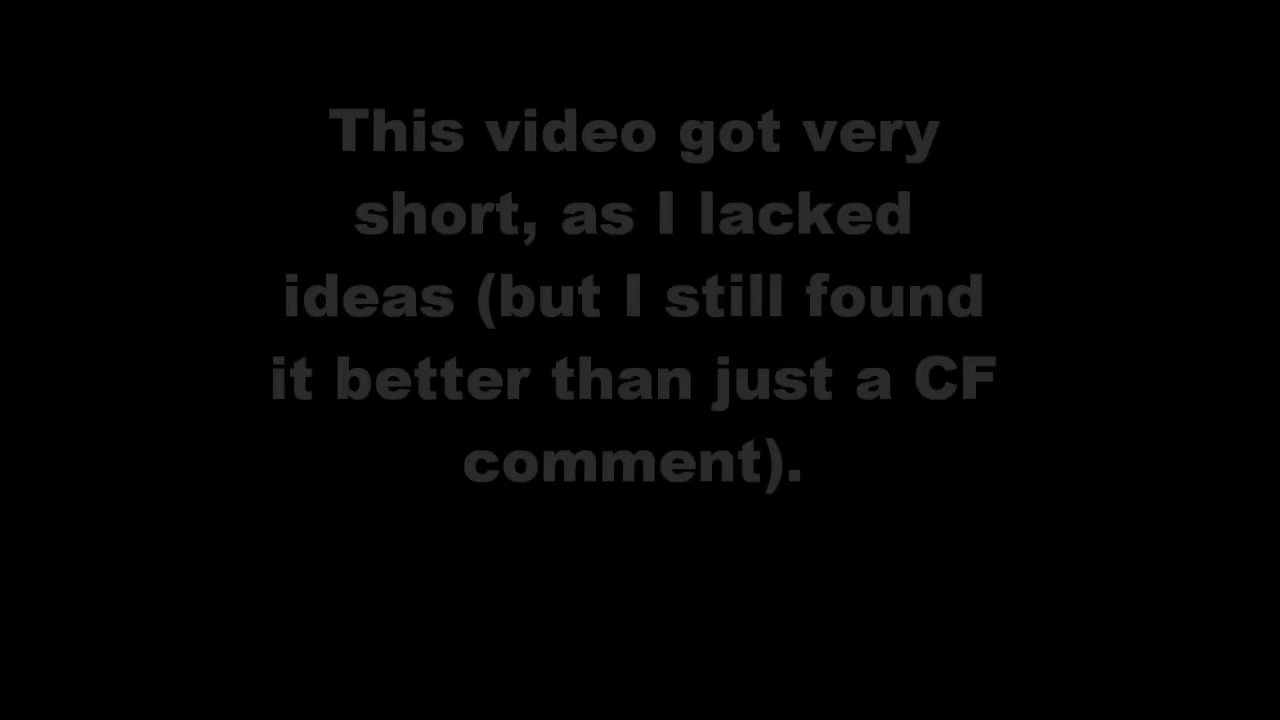 This video got very
short, as I lacked
ideas (but I still found
it better than just a CF
comment).